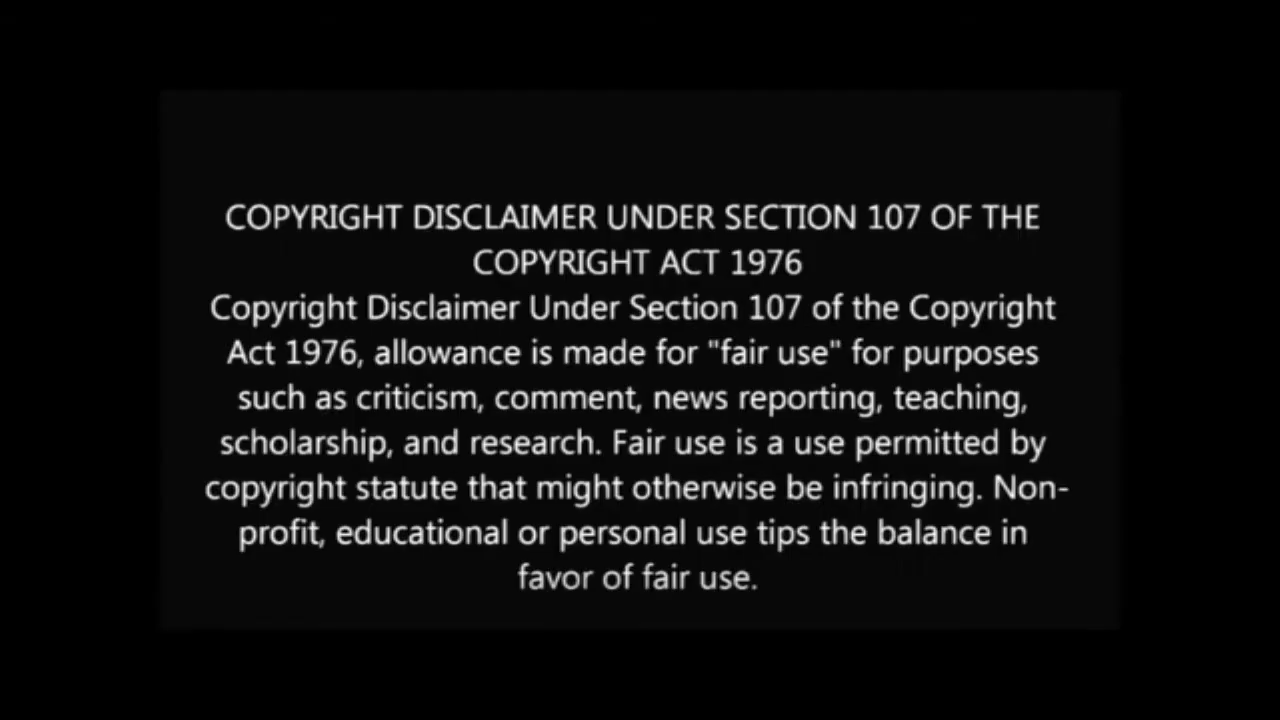 COPYRIGHT DISCLAIMER UNDER SECTION 107 OF THE
COPYRIGHT ACT 1976
Copyright Disclaimer Under Section 107 of the Copyright
Act 1976, allowance is made for "fair use" for purposes
such as criticism, comment, news reporting, teaching,
scholarship, and research. Fair use is a use permitted by
copyright statute that might otherwise be infringing. Non-
profit, educational or personal use tips the balance in
favor of fair use.